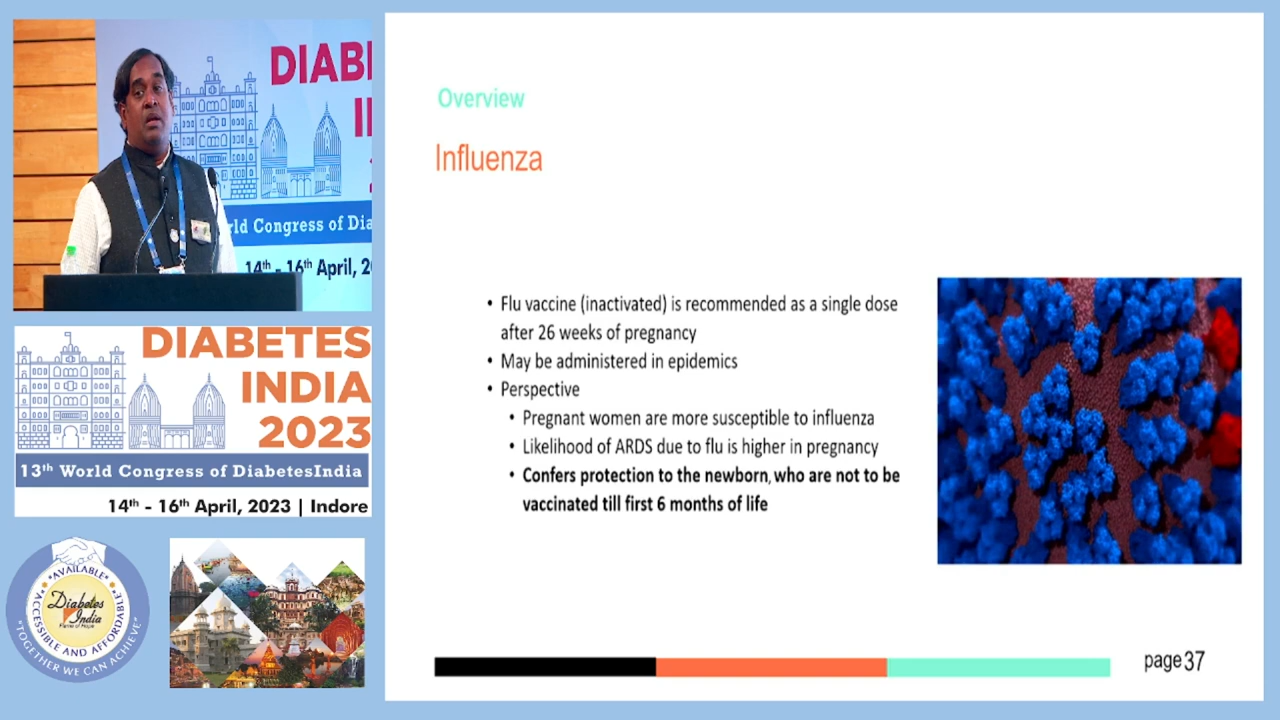 DIAB
I
2
rld Congress of Dia
14th - 16th April, 2
DIABETES
INDIA
2023
13th World Congress of DiabetesIndia
14th - 16th April, 2023 | Indore
"AVAILABLE"
"ACCESSIBLE AND AFFORDABLE"
Diabetes
India
"TOGETHER WE CAN ACHIEVE"
Overview
Influenza
• Flu vaccine (inactivated) is recommended as a single dose
after 26 weeks of pregnancy
• May be administered in epidemics
• Perspective
• Pregnant women are more susceptible to influenza
• Likelihood of ARDS due to flu is higher in pregnancy
• Confers protection to the newborn, who are not to be
vaccinated till first 6 months of life
page 37